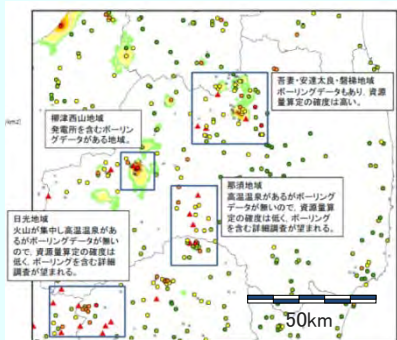 吾妻・安達太良・磐梯地域
ボーリングデータもあり、資源
量算定の確度は高い。
柳津西山地域
発電所を含むボーリン
グデータがある地域。
那須地域
高温温泉があるがボーリングデー
タが無いので、資源量算定の確
度は低く、ボーリングを含む詳細
調査が望まれる。
日光地域
火山が集中し高温温泉があ
るがボーリングデータが無い
ので、資源量算定の確度は
低く、ボーリングを含む詳細
調査が望まれる。
50km